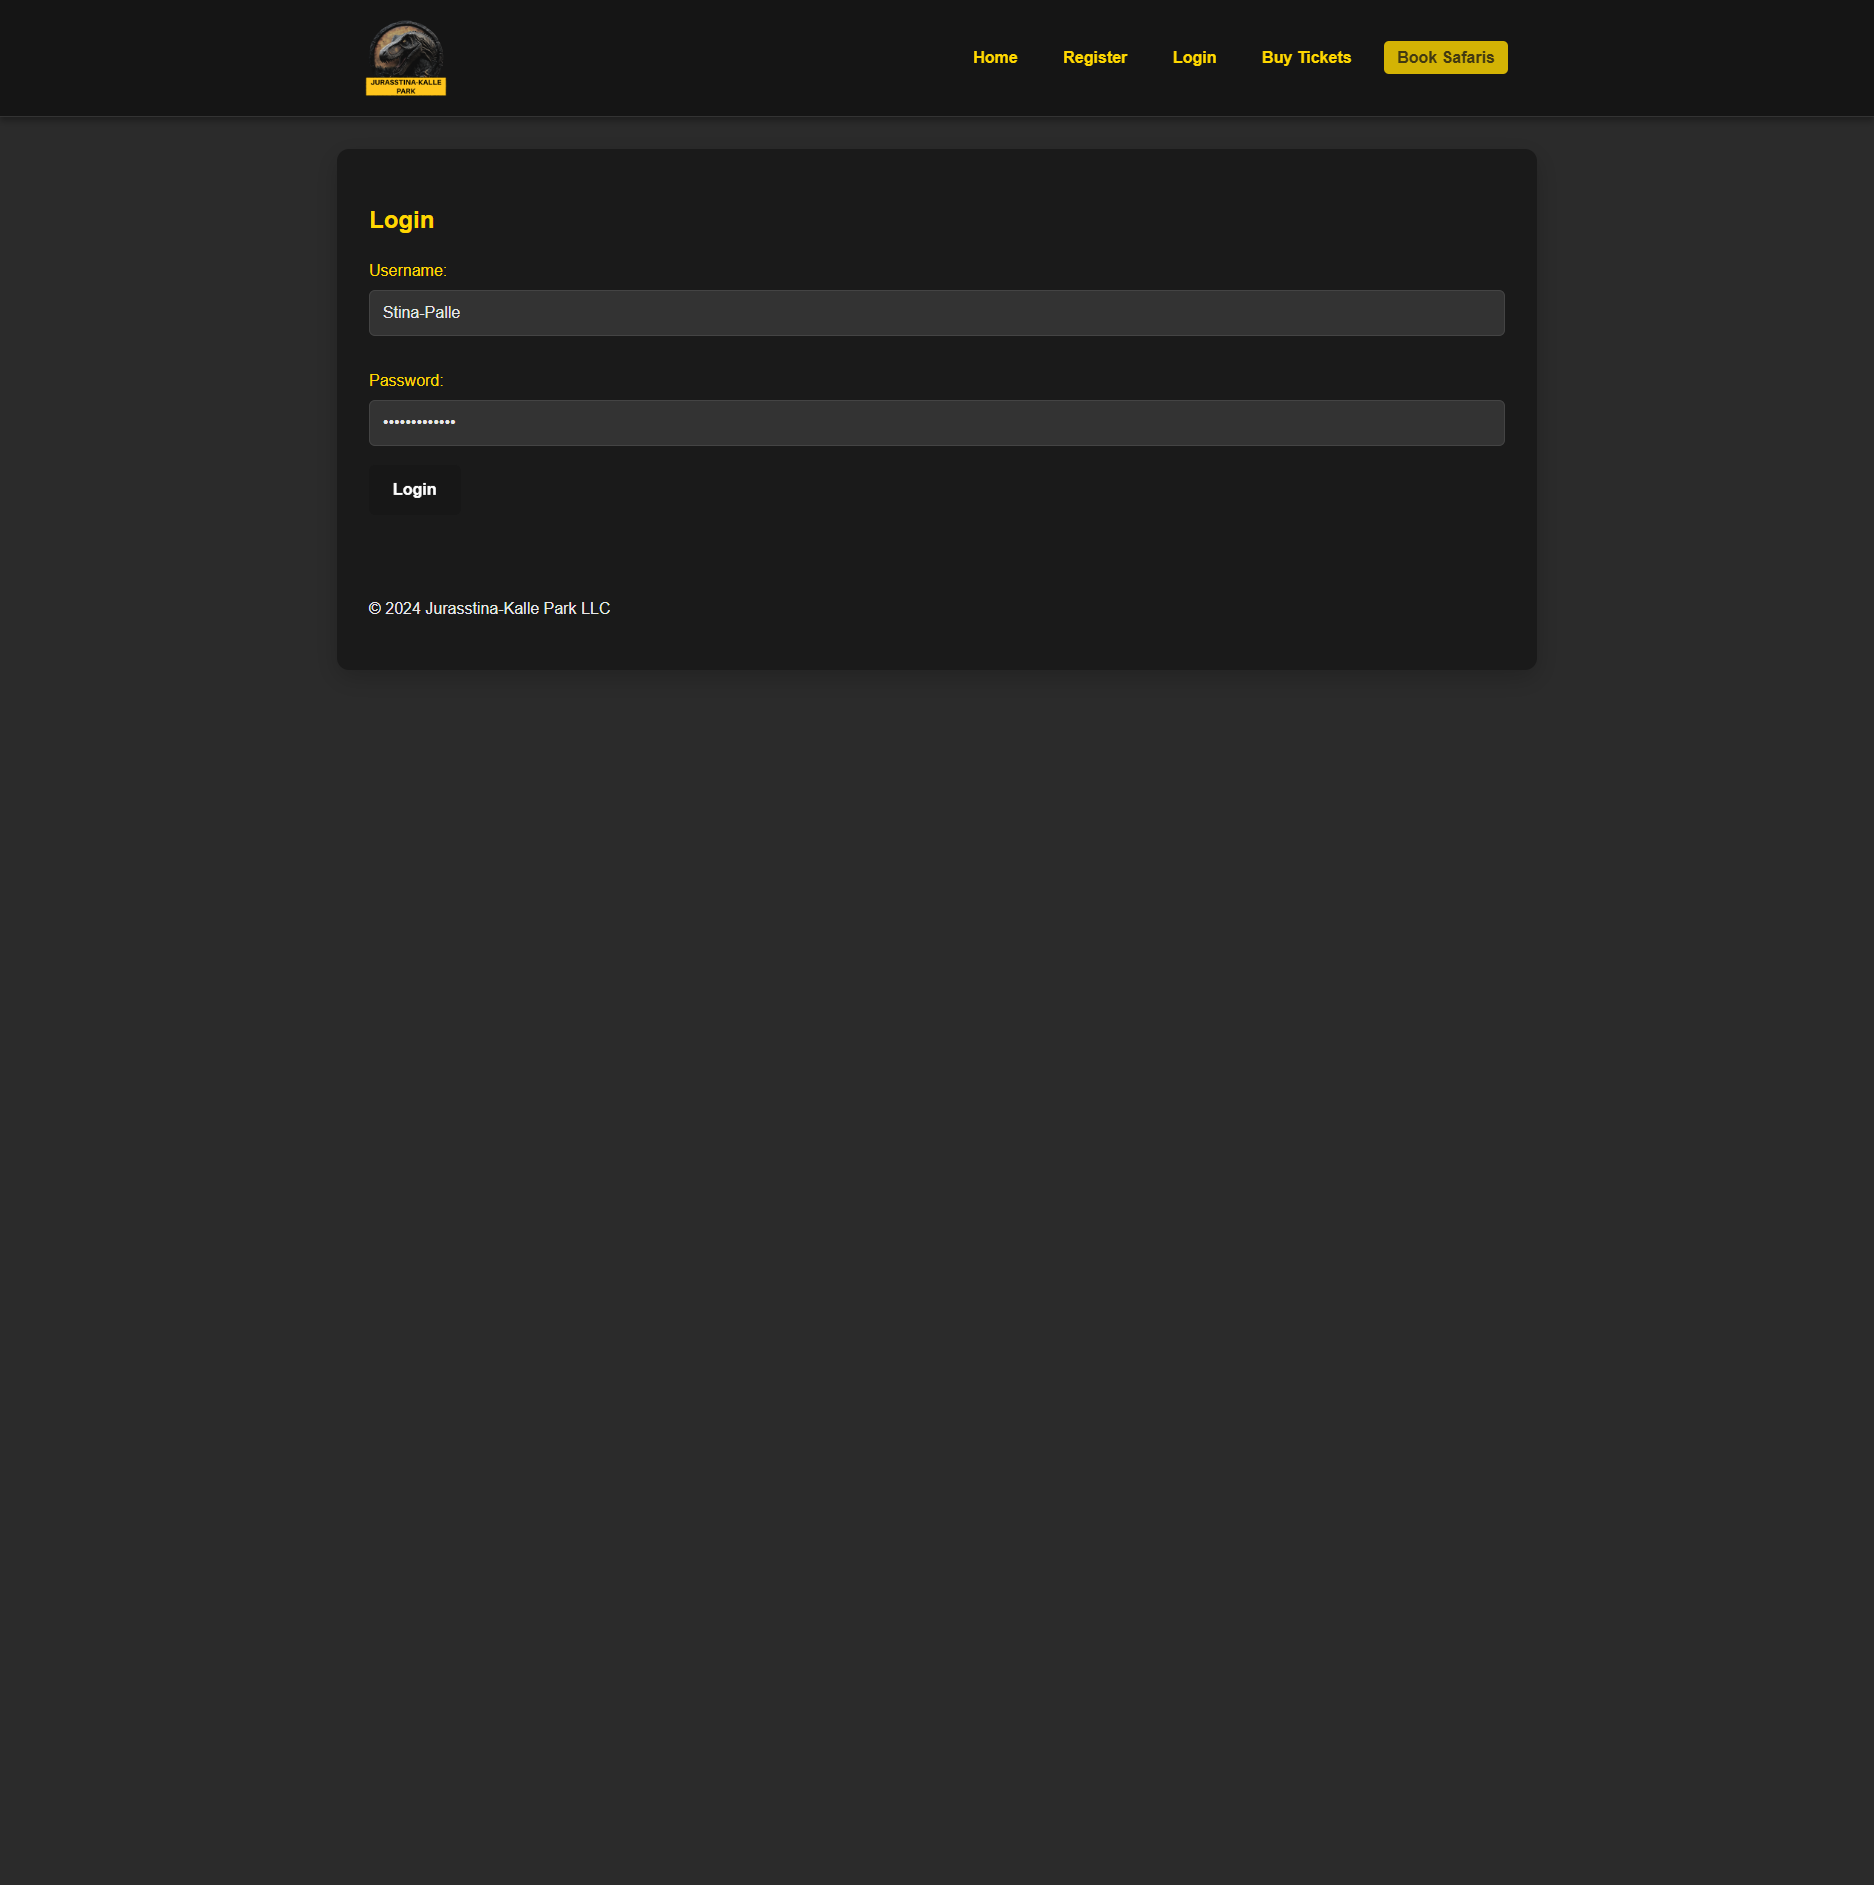 JURASSTINA-KALLE
PARK
Home Register Login Buy Tickets Book Safaris
Login
Username:
Stina-Palle
Password:
•••••••••••••
Login
© 2024 Jurasstina-Kalle Park LLC